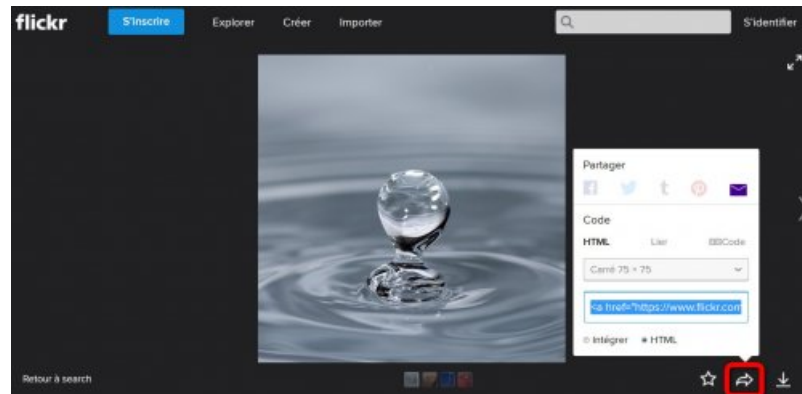 flickr S'inscrire Explorer Créer Importer S'identifier
Partager
Code
HTML Lier BBCode
Carré 75 × 75
<a href="https://www.flickr.com
Intégrer HTML
Retour à search